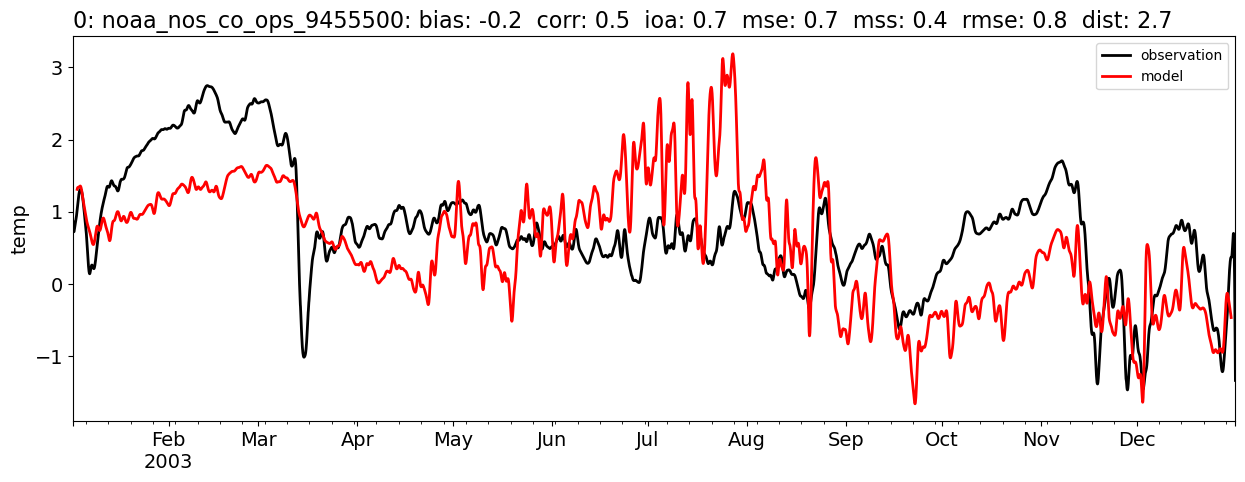 0: noaa_nos_co_ops_9455500: bias: -0.2  corr: 0.5  ioa: 0.7  mse: 0.7  mss: 0.4  rmse: 0.8  dist: 2.7
observation
model
temp
3
2
1
0
−1
Feb Mar Apr May Jun Jul Aug Sep Oct Nov Dec
2003